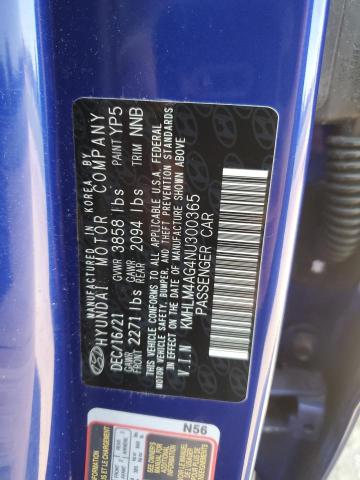 MANUFACTURED IN KOREA BY
HYUNDAI MOTOR COMPANY
DEC/16/21 GVWR 3858 lbs PAINT YP5
GAWR FRONT 2271 lbs GAWR REAR 2094 lbs TRIM NNB
THIS VEHICLE CONFORMS TO ALL APPLICABLE U.S.A. FEDERAL
MOTOR VEHICLE SAFETY, BUMPER, AND THEFT PREVENTION STANDARDS
IN EFFECT ON THE DATE OF MANUFACTURE SHOWN ABOVE
V.I.N KMHLM4AG4NU300365
PASSENGER CAR
N56